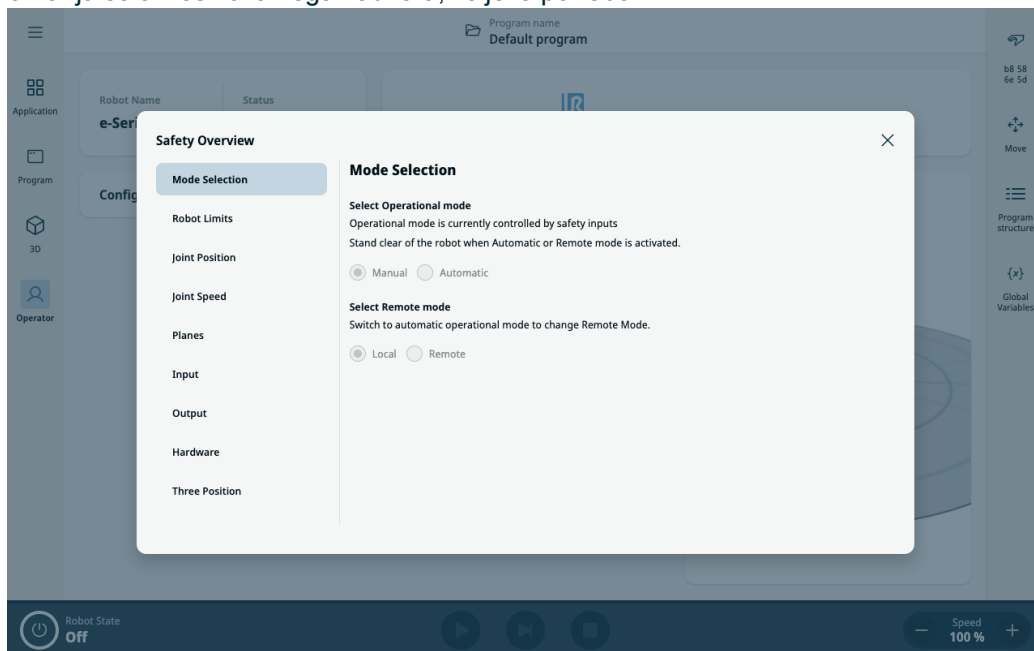 Program name
Default program
b8 58
6e 5d
Application
Robot Name
Status
e-Seri
Safety Overview
Move
Mode Selection
Mode Selection
Program
Config
Select Operational mode
Operational mode is currently controlled by safety inputs
Robot Limits
Program
structure
Stand clear of the robot when Automatic or Remote mode is activated.
3D
Joint Position
Manual
Automatic
{x}
Joint Speed
Global
Variables
Select Remote mode
Operator
Switch to automatic operational mode to change Remote Mode.
Planes
Local
Remote
Input
Output
Hardware
Three Position
Robot State
Off
Speed
100 %